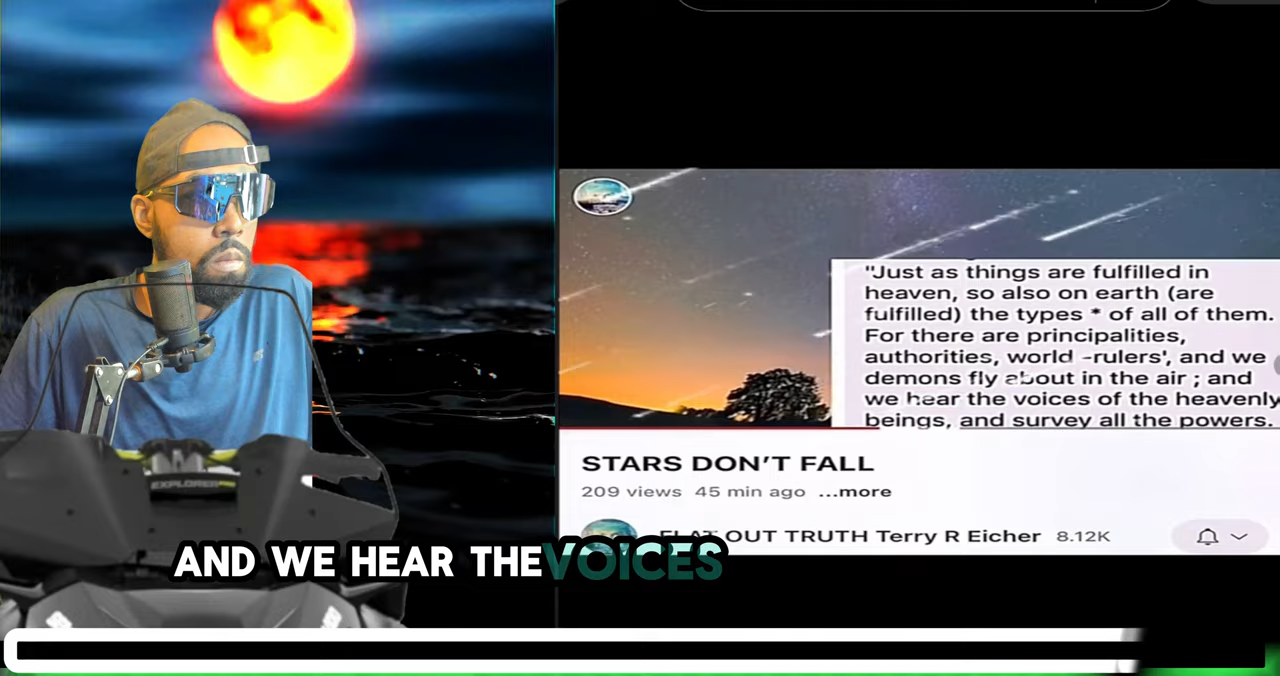 "Just as things are fulfilled in
heaven, so also on earth (are
fulfilled) the types * of all of them.
For there are principalities,
authorities, world -rulers', and we
demons fly about in the air ; and
we hear the voices of the heavenly
beings, and survey all the powers.
STARS DON'T FALL
209 views 45 min ago ...more
FLAT OUT TRUTH Terry R Eicher 8.12K
EXPLORER
AND WE HEAR THE VOICES